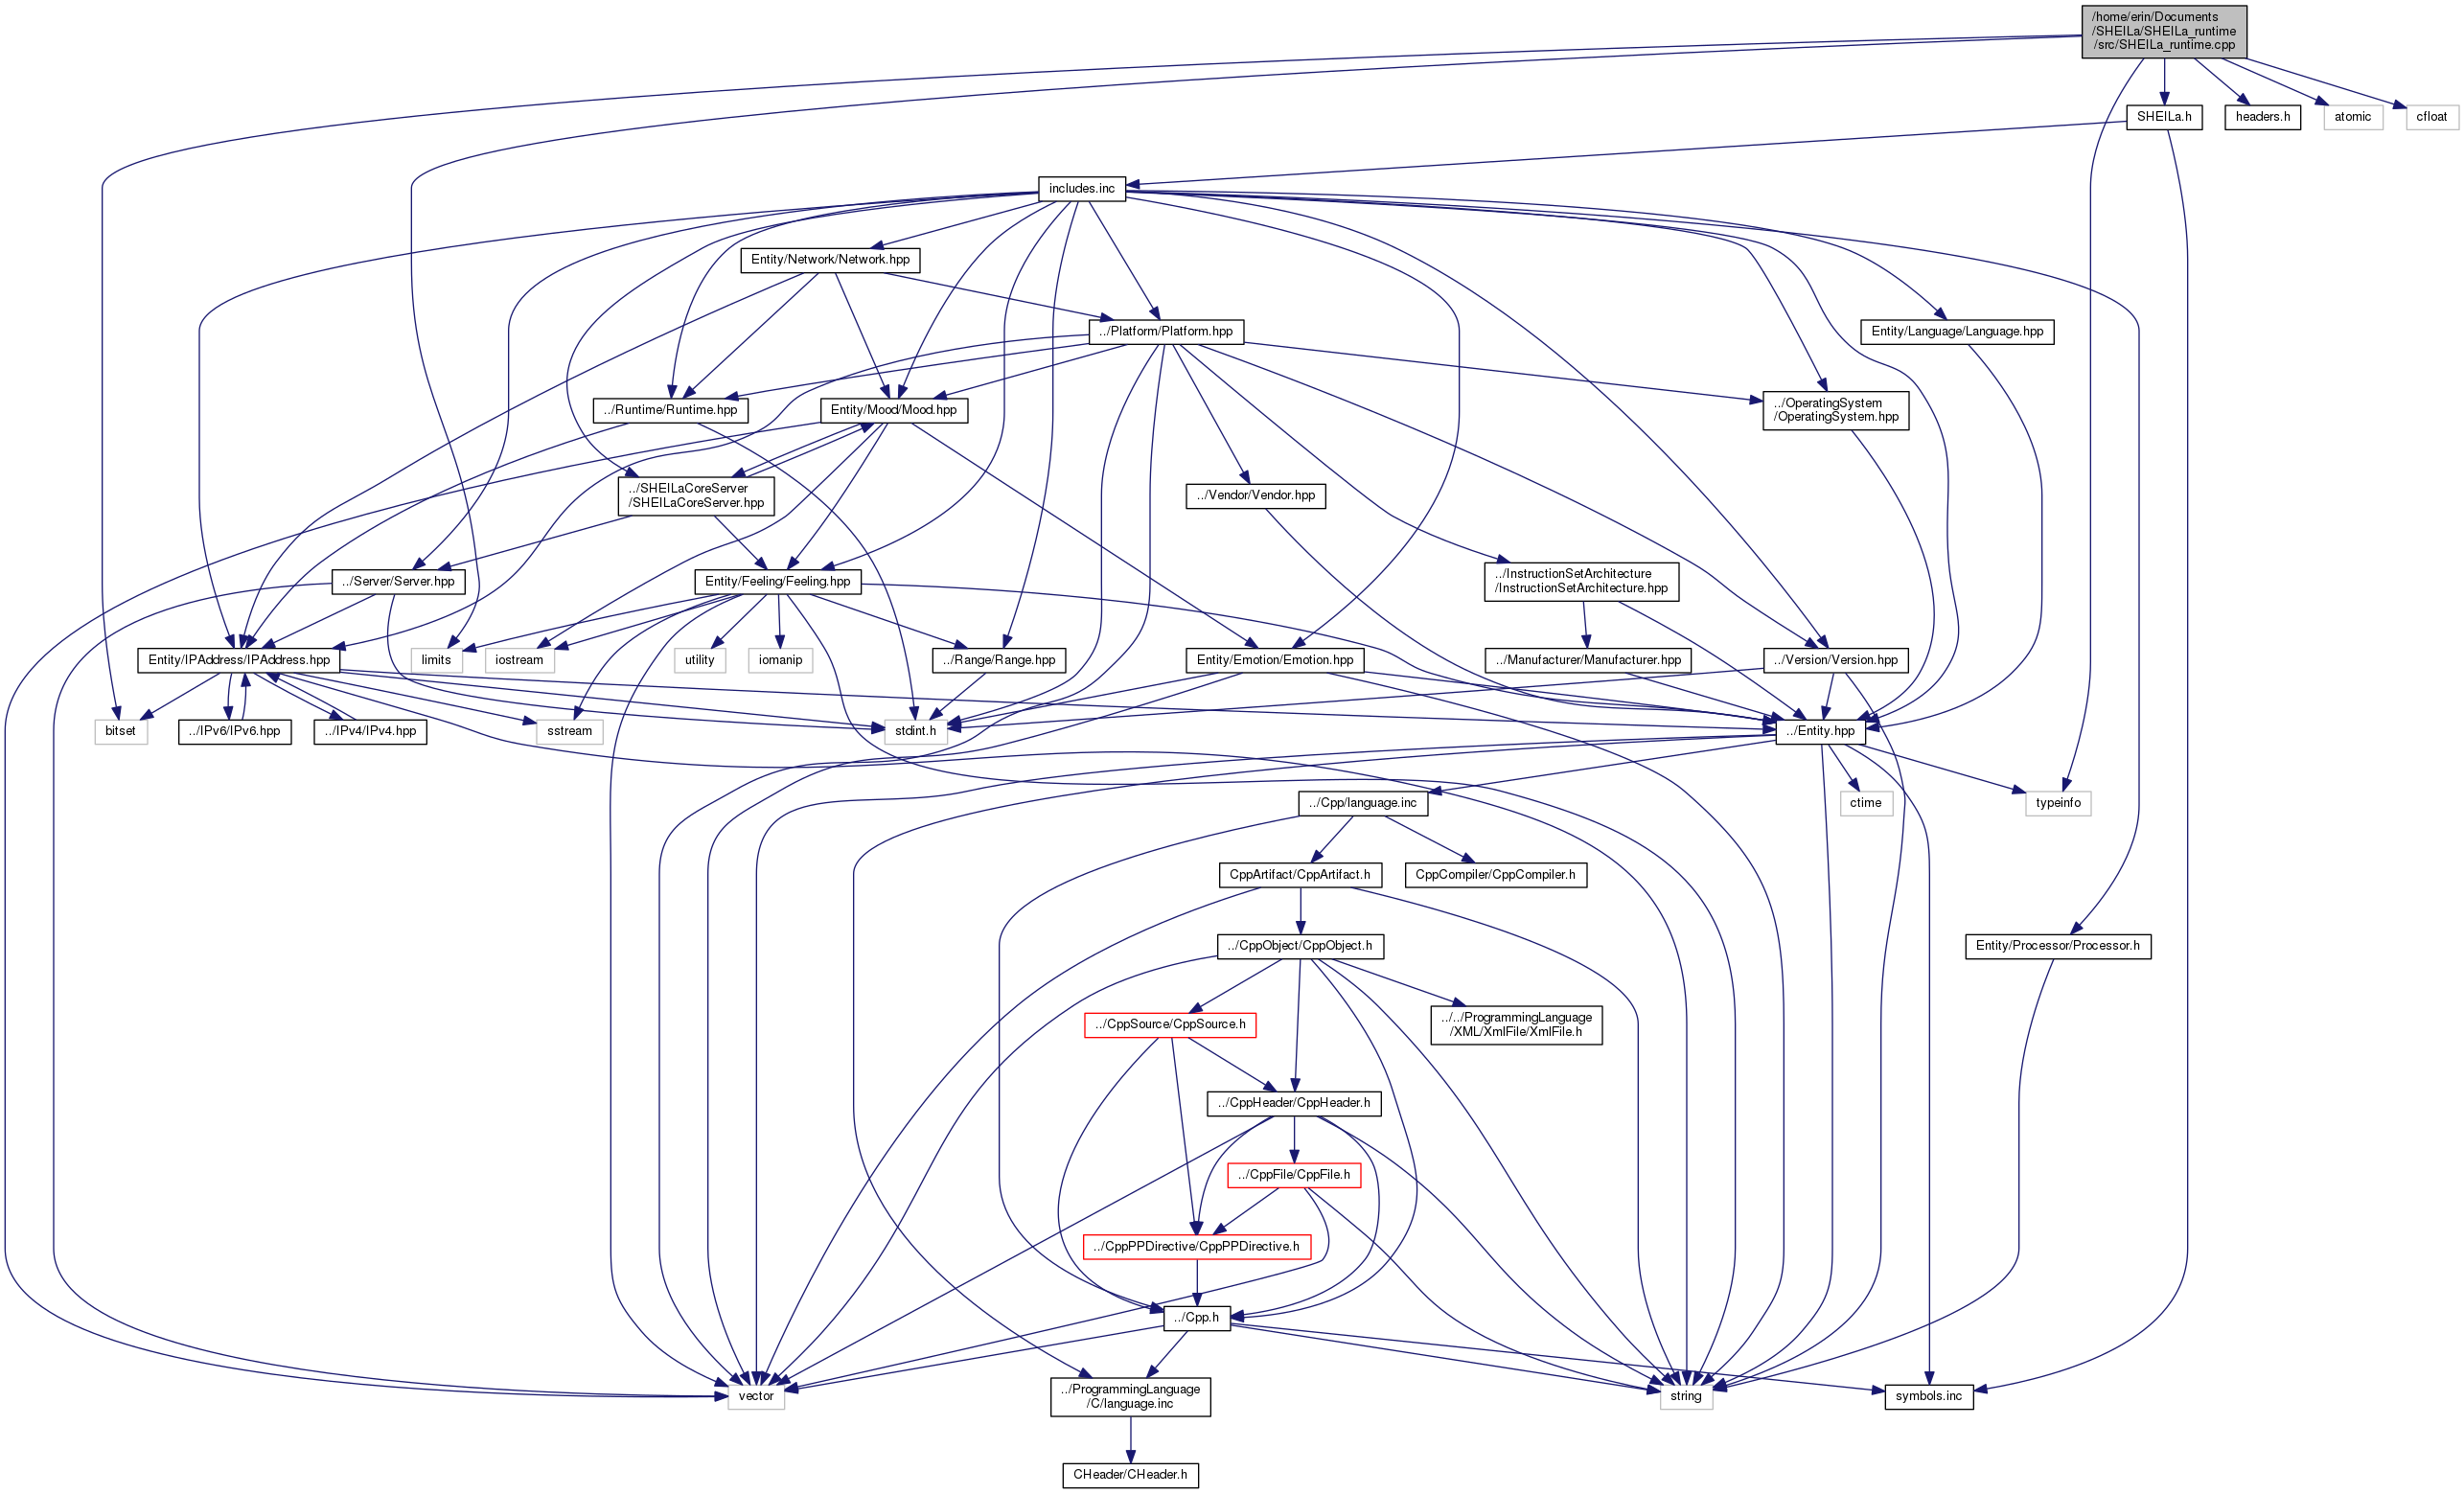 /home/erin/Documents
/SHEILa/SHEILa_runtime
/src/SHEILa_runtime.cpp
SHEILa.h
headers.h
atomic
cfloat
includes.inc
Entity/Network/Network.hpp
../Platform/Platform.hpp
Entity/Language/Language.hpp
../Runtime/Runtime.hpp
Entity/Mood/Mood.hpp
../OperatingSystem
/OperatingSystem.hpp
../SHEILaCoreServer
/SHEILaCoreServer.hpp
../Vendor/Vendor.hpp
../Server/Server.hpp
Entity/Feeling/Feeling.hpp
../InstructionSetArchitecture
/InstructionSetArchitecture.hpp
Entity/IPAddress/IPAddress.hpp
limits
iostream
utility
iomanip
../Range/Range.hpp
Entity/Emotion/Emotion.hpp
../Manufacturer/Manufacturer.hpp
../Version/Version.hpp
bitset
../IPv6/IPv6.hpp
../IPv4/IPv4.hpp
sstream
stdint.h
../Entity.hpp
../Cpp/language.inc
ctime
typeinfo
CppArtifact/CppArtifact.h
CppCompiler/CppCompiler.h
../CppObject/CppObject.h
Entity/Processor/Processor.h
../CppSource/CppSource.h
../../ProgrammingLanguage
/XML/XmlFile/XmlFile.h
../CppHeader/CppHeader.h
../CppFile/CppFile.h
../CppPPDirective/CppPPDirective.h
../Cpp.h
vector
../ProgrammingLanguage
/C/language.inc
string
symbols.inc
CHeader/CHeader.h